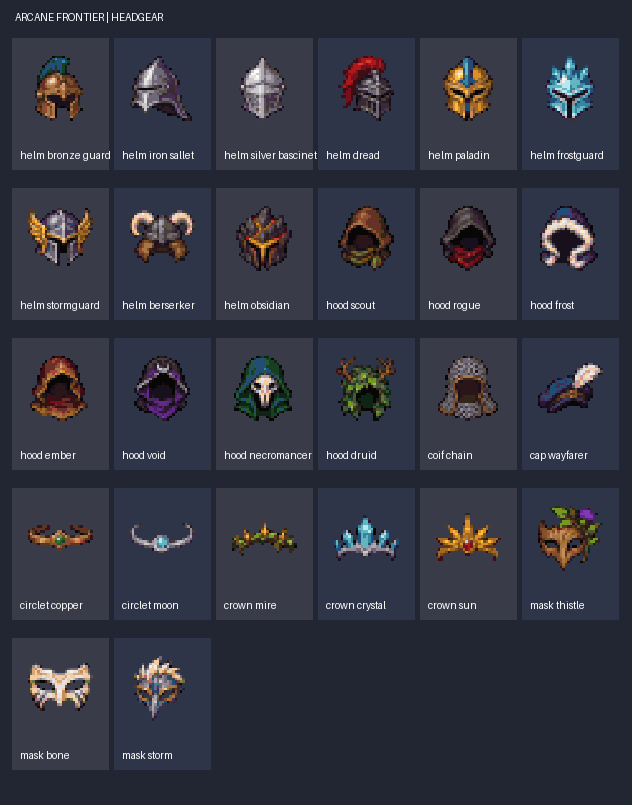 ARCANE FRONTIER | HEADGEAR
helm bronze guard
helm iron sallet
helm silver bascinet
helm dread
helm paladin
helm frostguard
helm stormguard
helm berserker
helm obsidian
hood scout
hood rogue
hood frost
hood ember
hood void
hood necromancer
hood druid
coif chain
cap wayfarer
circlet copper
circlet moon
crown mire
crown crystal
crown sun
mask thistle
mask bone
mask storm